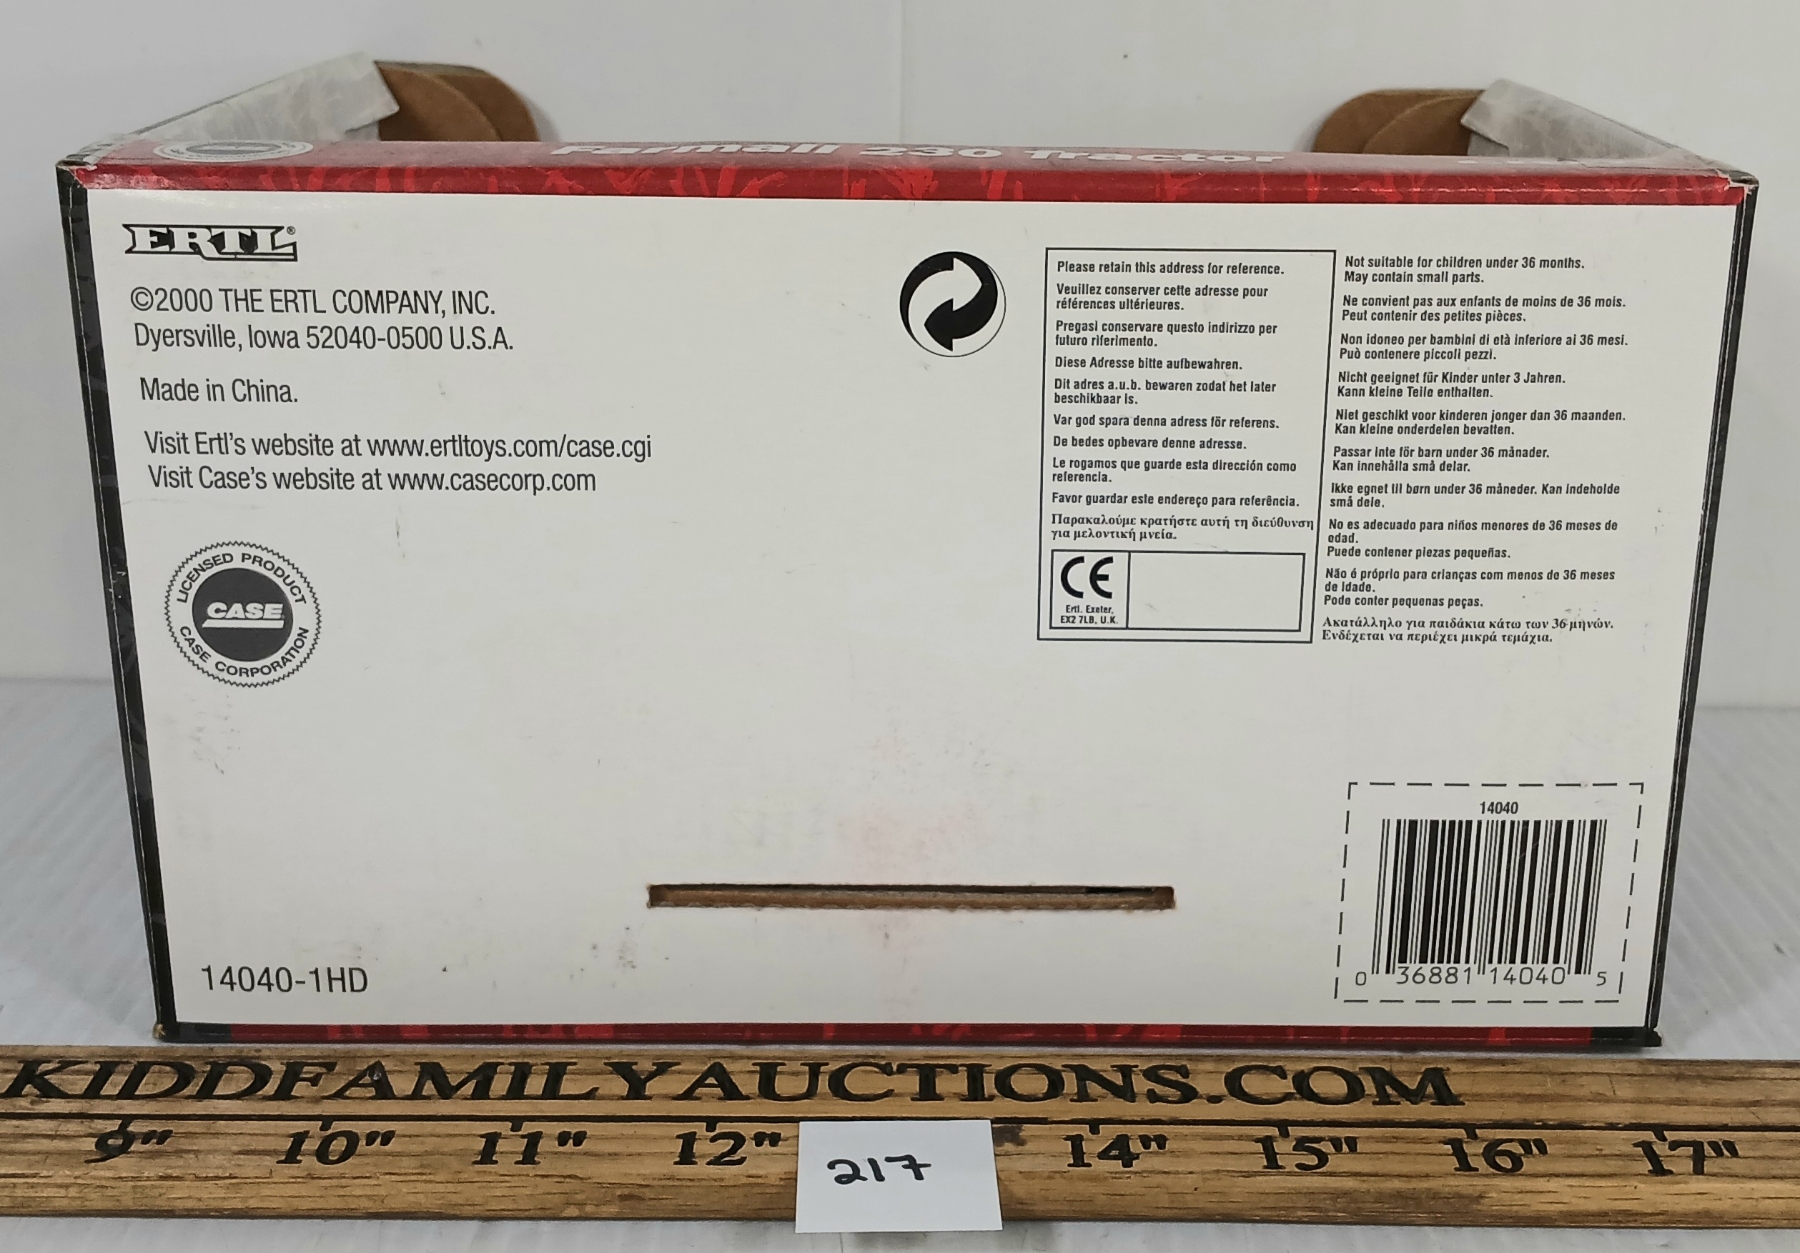 Farmall 230 Tractor
ERTL®
©2000 THE ERTL COMPANY, INC.
Dyersville, Iowa 52040-0500 U.S.A.
Made in China.
Visit Ertl's website at www.ertltoys.com/case.cgi
Visit Case's website at www.casecorp.com
LICENSED PRODUCT
CASE
CASE CORPORATION
14040-1HD
Please retain this address for reference.
Veuillez conserver cette adresse pour
références ultérieures.
Pregasi conservare questo indirizzo per
futuro riferimento.
Diese Adresse bitte aufbewahren.
Dit adres a.u.b. bewaren zodat het later
beschikbaar is.
Var god spara denna adress för referens.
De bedes opbevare denne adresse.
Le rogamos que guarde esta dirección como
referencia.
Favor guardar este endereço para referência.
Παρακαλούμε κρατήστε αυτή τη διεύθυνση
για μελοντική μνεία.
CE
Ertl. Exeter,
EX2 7LB, U.K.
Not suitable for children under 36 months.
May contain small parts.
Ne convient pas aux enfants de moins de 36 mois.
Peut contenir des petites pièces.
Non idoneo per bambini di età inferiore ai 36 mesi.
Può contenere piccoli pezzi.
Nicht geeignet für Kinder unter 3 Jahren.
Kann kleine Teile enthalten.
Niet geschikt voor kinderen jonger dan 36 maanden.
Kan kleine onderdelen bevatten.
Passar inte för barn under 36 månader.
Kan innehålla små delar.
Ikke egnet til børn under 36 måneder. Kan indeholde
små dele.
No es adecuado para niños menores de 36 meses de
edad.
Puede contener piezas pequeñas.
Não é próprio para crianças com menos de 36 meses
de Idade.
Pode conter pequenas peças.
Ακατάλληλο για παιδάκια κάτω των 36 μηνών.
Ενδέχεται να περιέχει μικρά τεμάχια.
14040
0 36881 14040 5
KIDDFAMILYAUCTIONS.COM
9" 10" 11" 12" 14" 15" 16" 17"
217